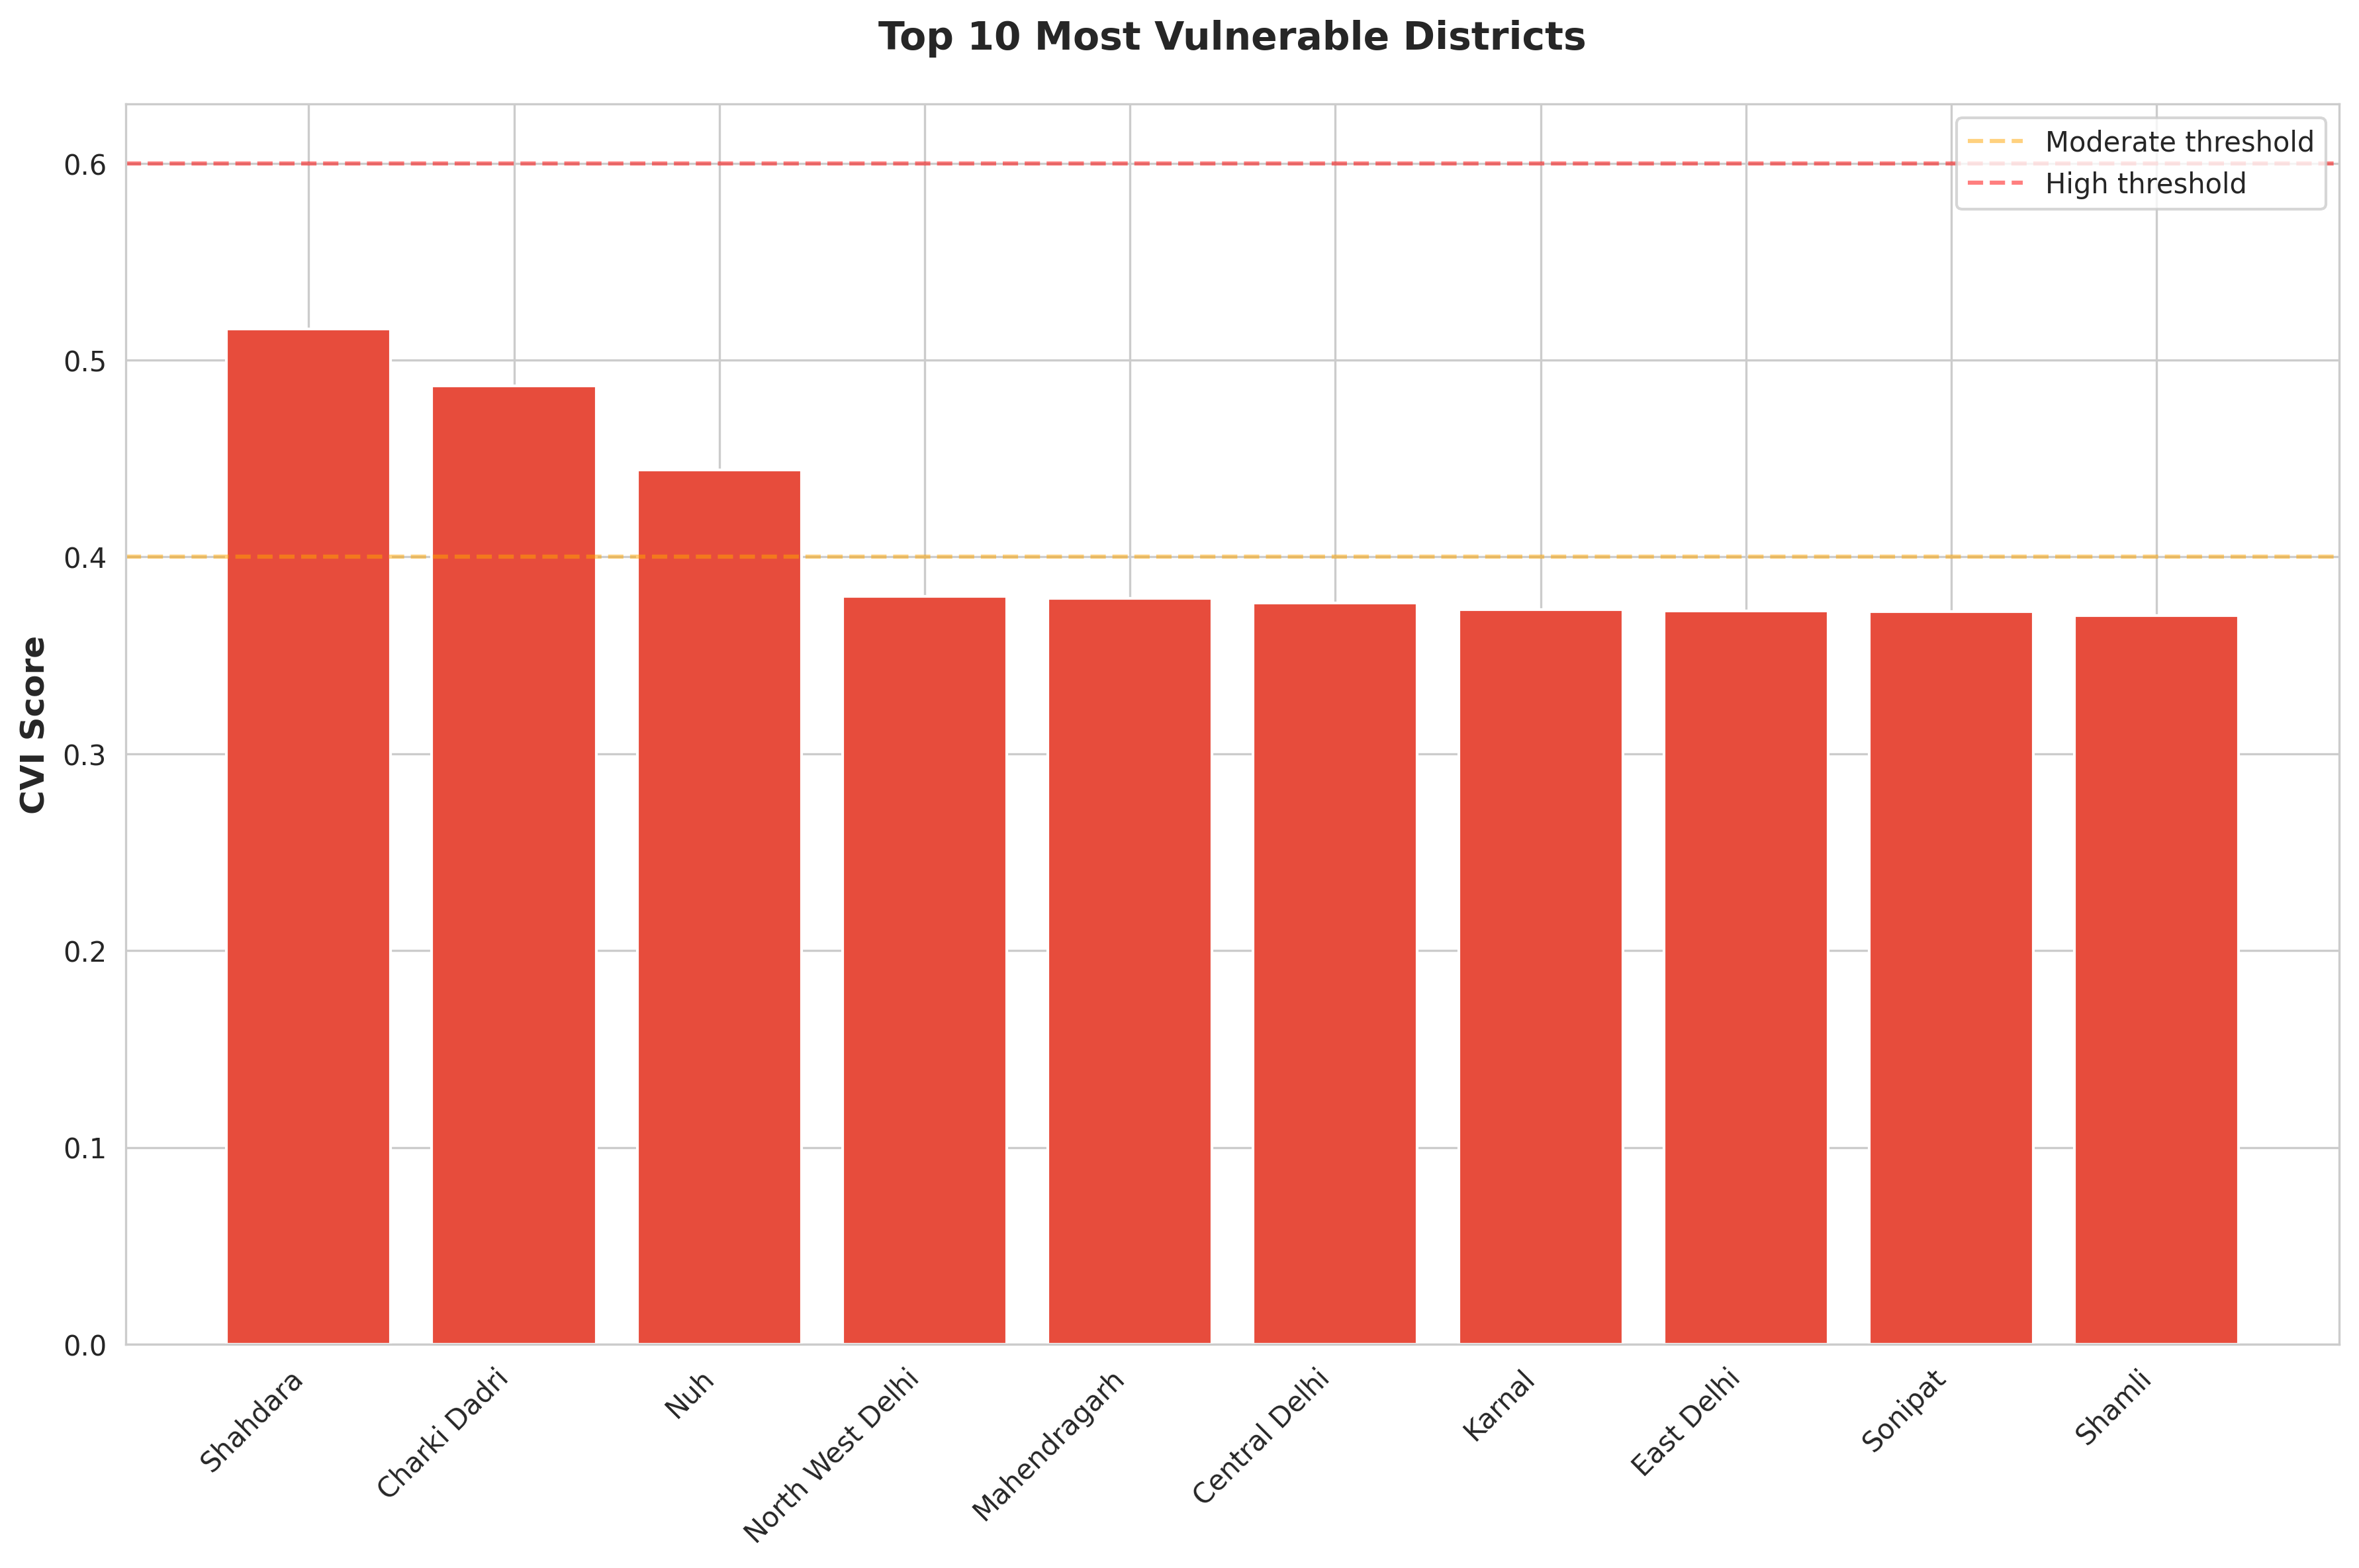 Top 10 Most Vulnerable Districts
Moderate threshold
High threshold
CVI Score
0.6
0.5
0.4
0.3
0.2
0.1
0.0
Shahdara
Charki Dadri
Nuh
North West Delhi
Mahendragarh
Central Delhi
Karnal
East Delhi
Sonipat
Shamli